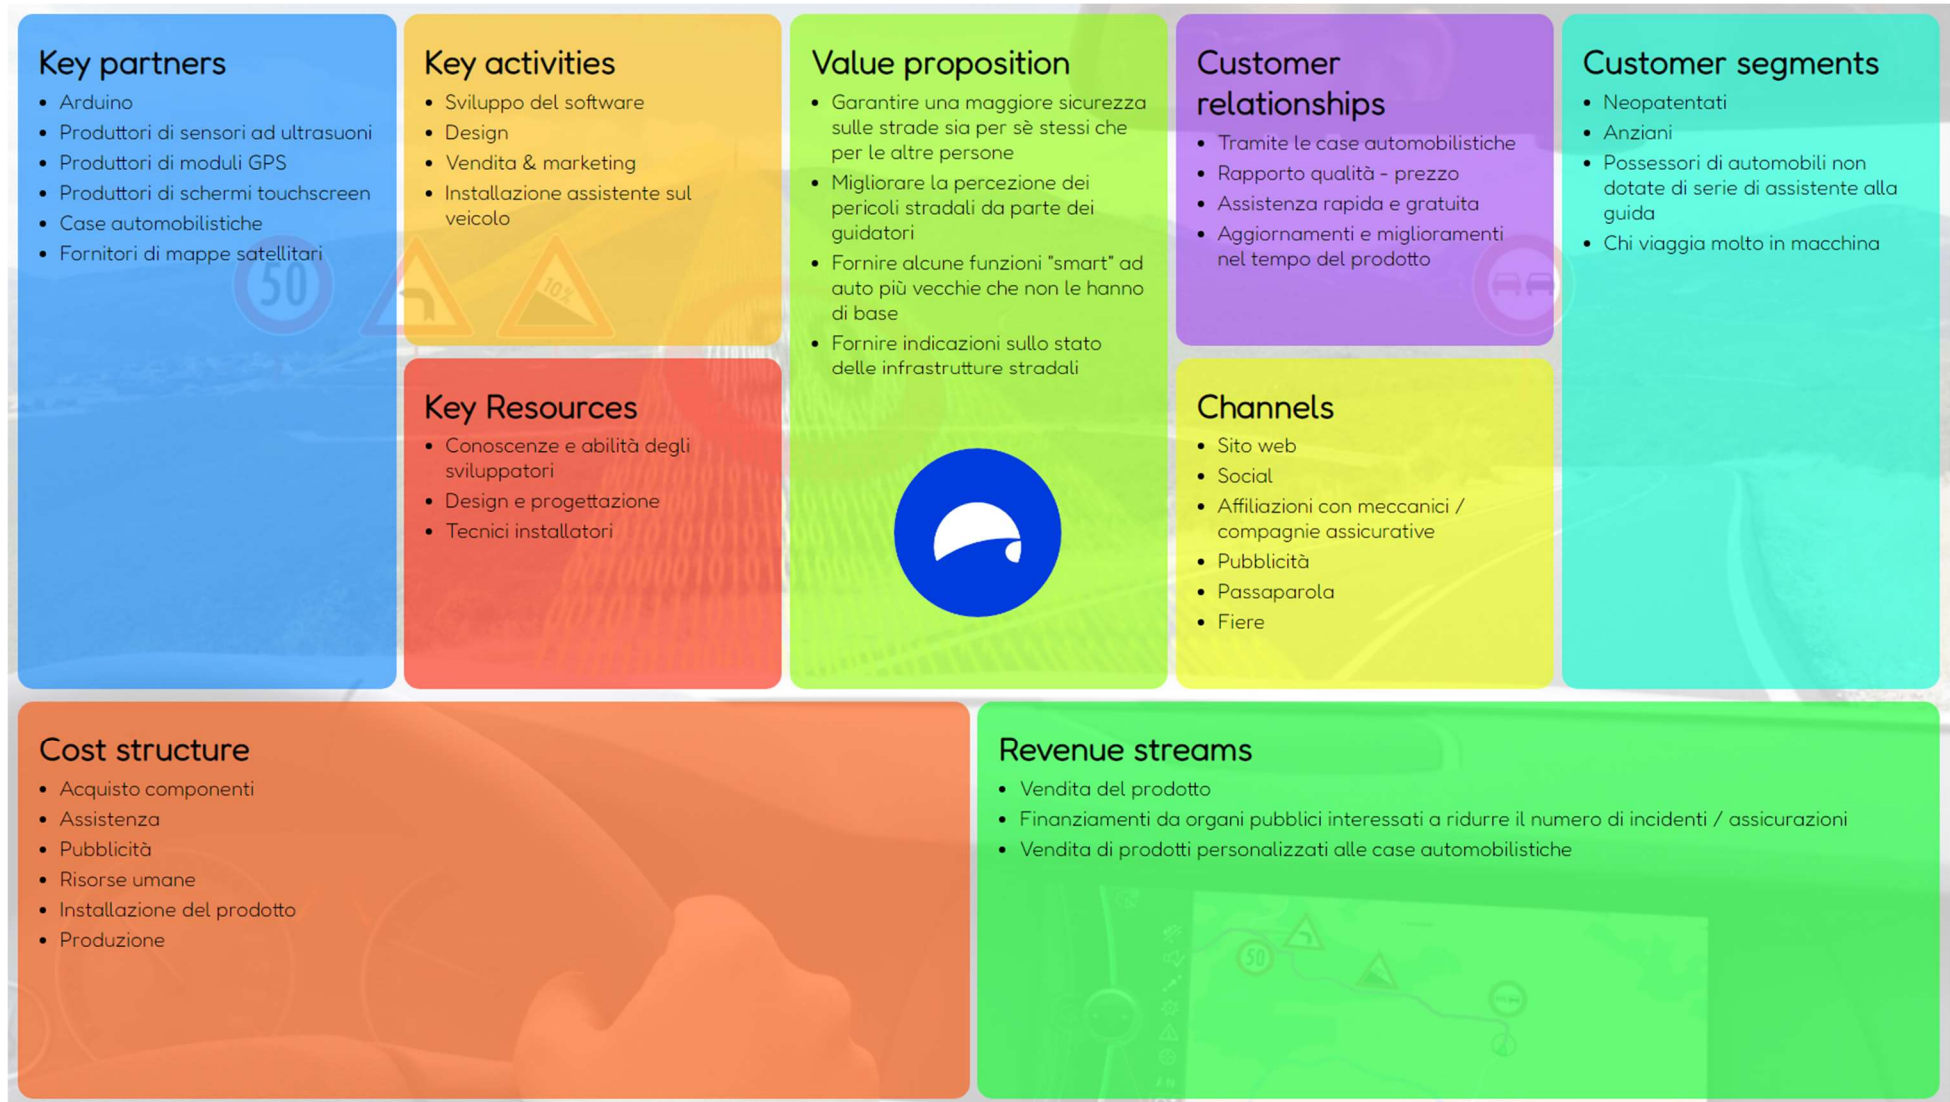 Key partners
• Arduino
• Produttori di sensori ad ultrasuoni
• Produttori di moduli GPS
• Produttori di schermi touchscreen
• Case automobilistiche
• Fornitori di mappe satellitari
50
Key activities
• Sviluppo del software
• Design
• Vendita & marketing
• Installazione assistente sul
veicolo
10%
Key Resources
• Conoscenze e abilità degli
sviluppatori
• Design e progettazione
• Tecnici installatori
Value proposition
• Garantire una maggiore sicurezza
sulle strade sia per sè stessi che
per le altre persone
• Migliorare la percezione dei
pericoli stradali da parte dei
guidatori
• Fornire alcune funzioni "smart" ad
auto più vecchie che non le hanno
di base
• Fornire indicazioni sullo stato
delle infrastrutture stradali
Customer
relationships
• Tramite le case automobilistiche
• Rapporto qualità - prezzo
• Assistenza rapida e gratuita
• Aggiornamenti e miglioramenti
nel tempo del prodotto
Channels
• Sito web
• Social
• Affiliazioni con meccanici /
compagnie assicurative
• Pubblicità
• Passaparola
• Fiere
Customer segments
• Neopatentati
• Anziani
• Possessori di automobili non
dotate di serie di assistente alla
guida
• Chi viaggia molto in macchina
Cost structure
• Acquisto componenti
• Assistenza
• Pubblicità
• Risorse umane
• Installazione del prodotto
• Produzione
Revenue streams
• Vendita del prodotto
• Finanziamenti da organi pubblici interessati a ridurre il numero di incidenti / assicurazioni
• Vendita di prodotti personalizzati alle case automobilistiche
50